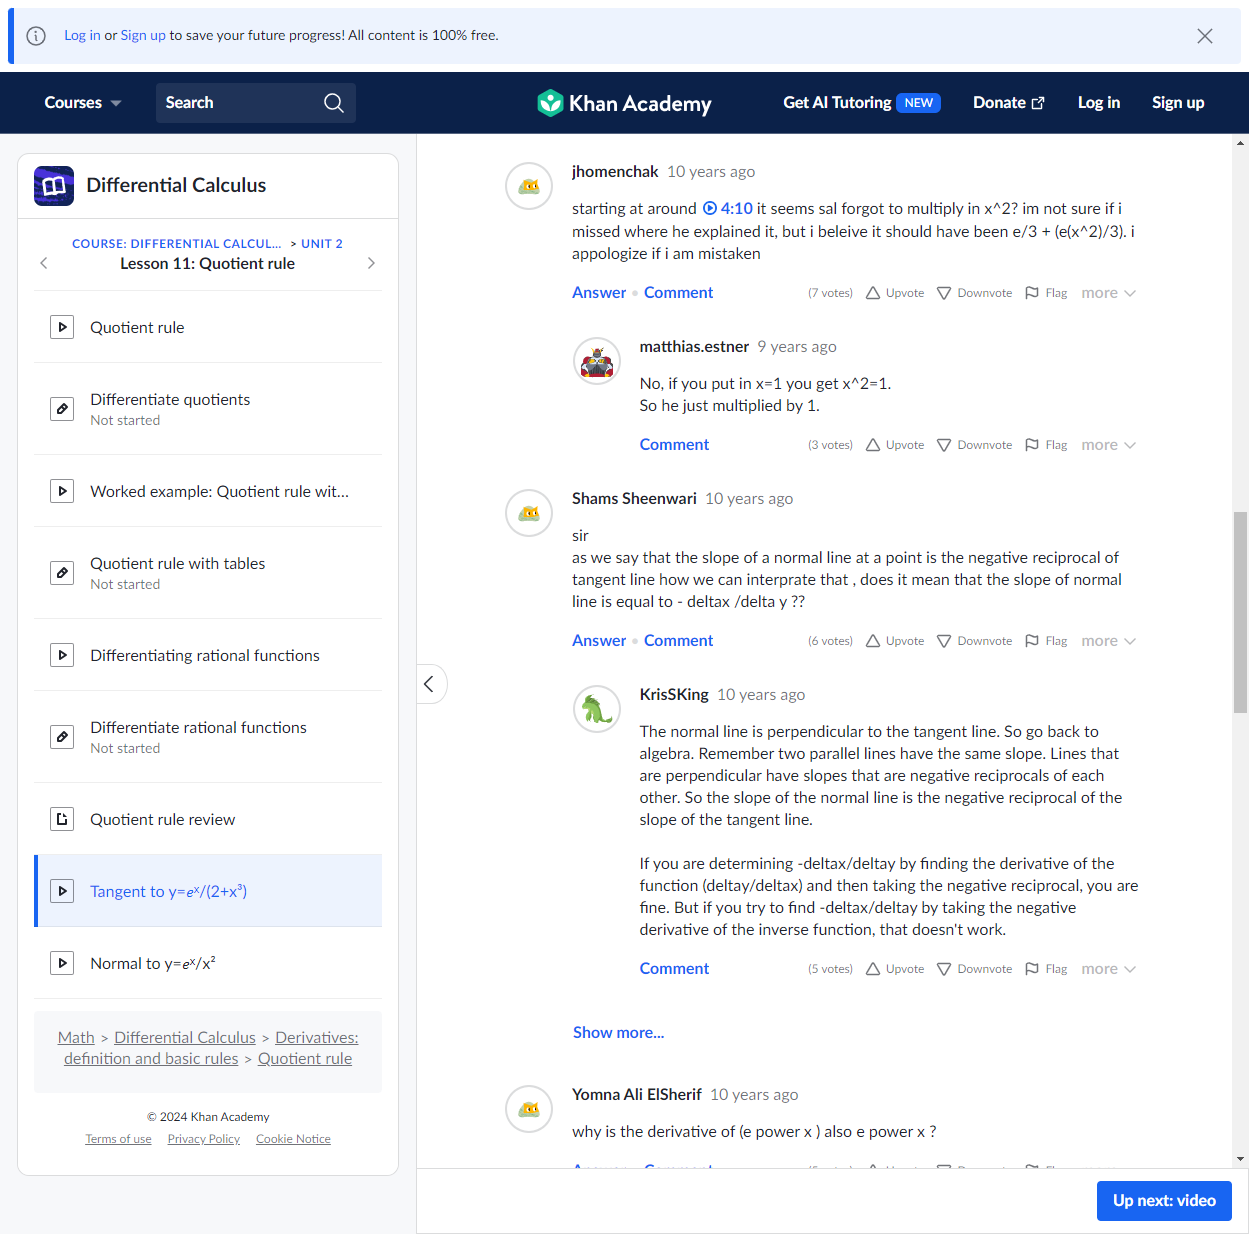 Log in or Sign up to save your future progress! All content is 100% free.
Courses
Search
Khan Academy
Get AI Tutoring NEW
Donate
Log in
Sign up
Differential Calculus
COURSE: DIFFERENTIAL CALCUL... > UNIT 2
Lesson 11: Quotient rule
Quotient rule
Differentiate quotients
Not started
Worked example: Quotient rule wit...
Quotient rule with tables
Not started
Differentiating rational functions
Differentiate rational functions
Not started
Quotient rule review
Tangent to y=𝑒ˣ/(2+x³)
Normal to y=𝑒ˣ/x²
Math > Differential Calculus > Derivatives:
definition and basic rules > Quotient rule
© 2024 Khan Academy
Terms of use Privacy Policy Cookie Notice
jhomenchak 10 years ago
starting at around 4:10 it seems sal forgot to multiply in x^2? im not sure if i
missed where he explained it, but i beleive it should have been e/3 + (e(x^2)/3). i
appologize if i am mistaken
Answer • Comment (7 votes) Upvote Downvote Flag more
matthias.estner 9 years ago
No, if you put in x=1 you get x^2=1.
So he just multiplied by 1.
Comment (3 votes) Upvote Downvote Flag more
Shams Sheenwari 10 years ago
sir
as we say that the slope of a normal line at a point is the negative reciprocal of
tangent line how we can interprate that , does it mean that the slope of normal
line is equal to - deltax /delta y ??
Answer • Comment (6 votes) Upvote Downvote Flag more
KrisSKing 10 years ago
The normal line is perpendicular to the tangent line. So go back to
algebra. Remember two parallel lines have the same slope. Lines that
are perpendicular have slopes that are negative reciprocals of each
other. So the slope of the normal line is the negative reciprocal of the
slope of the tangent line.
If you are determining -deltax/deltay by finding the derivative of the
function (deltay/deltax) and then taking the negative reciprocal, you are
fine. But if you try to find -deltax/deltay by taking the negative
derivative of the inverse function, that doesn't work.
Comment (5 votes) Upvote Downvote Flag more
Show more...
Yomna Ali ElSherif 10 years ago
why is the derivative of (e power x ) also e power x ?
Up next: video